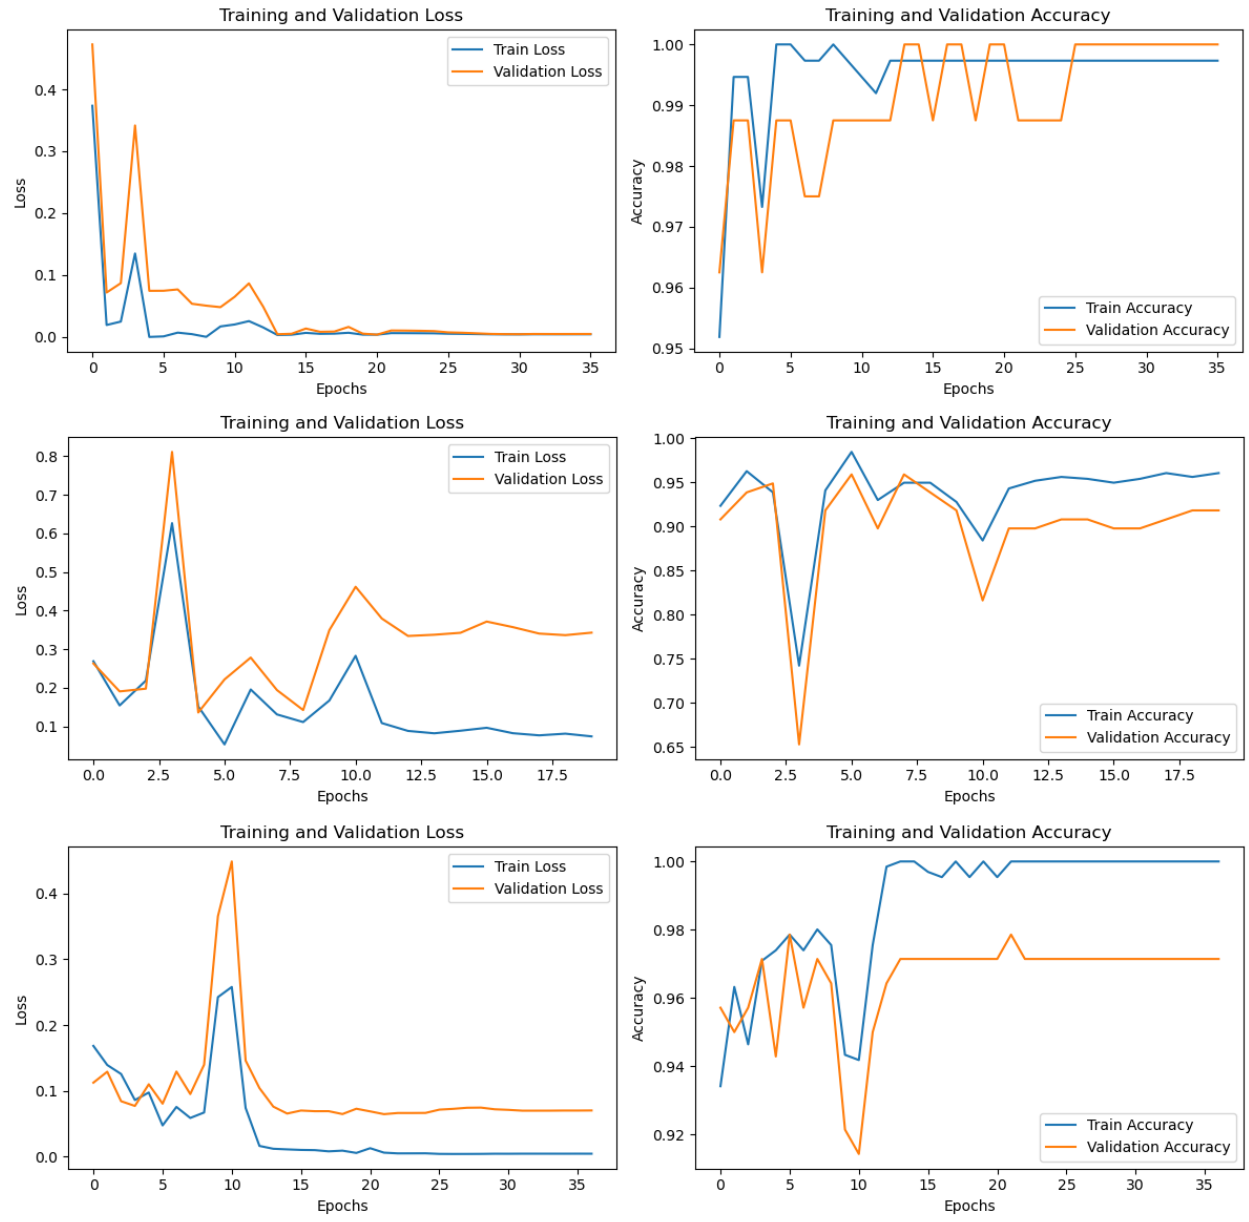 Training and Validation Loss
Train Loss
Validation Loss
0.4
0.3
0.2
0.1
0.0
Loss
0 5 10 15 20 25 30 35
Epochs
Training and Validation Accuracy
1.00
0.99
0.98
0.97
0.96
0.95
Accuracy
Train Accuracy
Validation Accuracy
0 5 10 15 20 25 30 35
Epochs
Training and Validation Loss
Train Loss
Validation Loss
0.8
0.7
0.6
0.5
0.4
0.3
0.2
0.1
Loss
0.0 2.5 5.0 7.5 10.0 12.5 15.0 17.5
Epochs
Training and Validation Accuracy
1.00
0.95
0.90
0.85
0.80
0.75
0.70
0.65
Accuracy
Train Accuracy
Validation Accuracy
0.0 2.5 5.0 7.5 10.0 12.5 15.0 17.5
Epochs
Training and Validation Loss
Train Loss
Validation Loss
0.4
0.3
0.2
0.1
0.0
Loss
0 5 10 15 20 25 30 35
Epochs
Training and Validation Accuracy
1.00
0.98
0.96
0.94
0.92
Accuracy
Train Accuracy
Validation Accuracy
0 5 10 15 20 25 30 35
Epochs